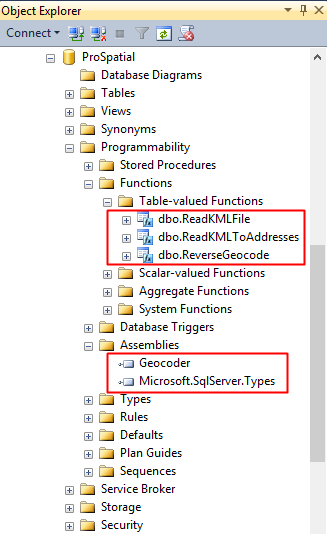 Object Explorer
Connect
ProSpatial
Database Diagrams
Tables
Views
Synonyms
Programmability
Stored Procedures
Functions
Table-valued Functions
dbo.ReadKMLFile
dbo.ReadKMLToAddresses
dbo.ReverseGeocode
Scalar-valued Functions
Aggregate Functions
System Functions
Database Triggers
Assemblies
Geocoder
Microsoft.SqlServer.Types
Types
Rules
Defaults
Plan Guides
Sequences
Service Broker
Storage
Security